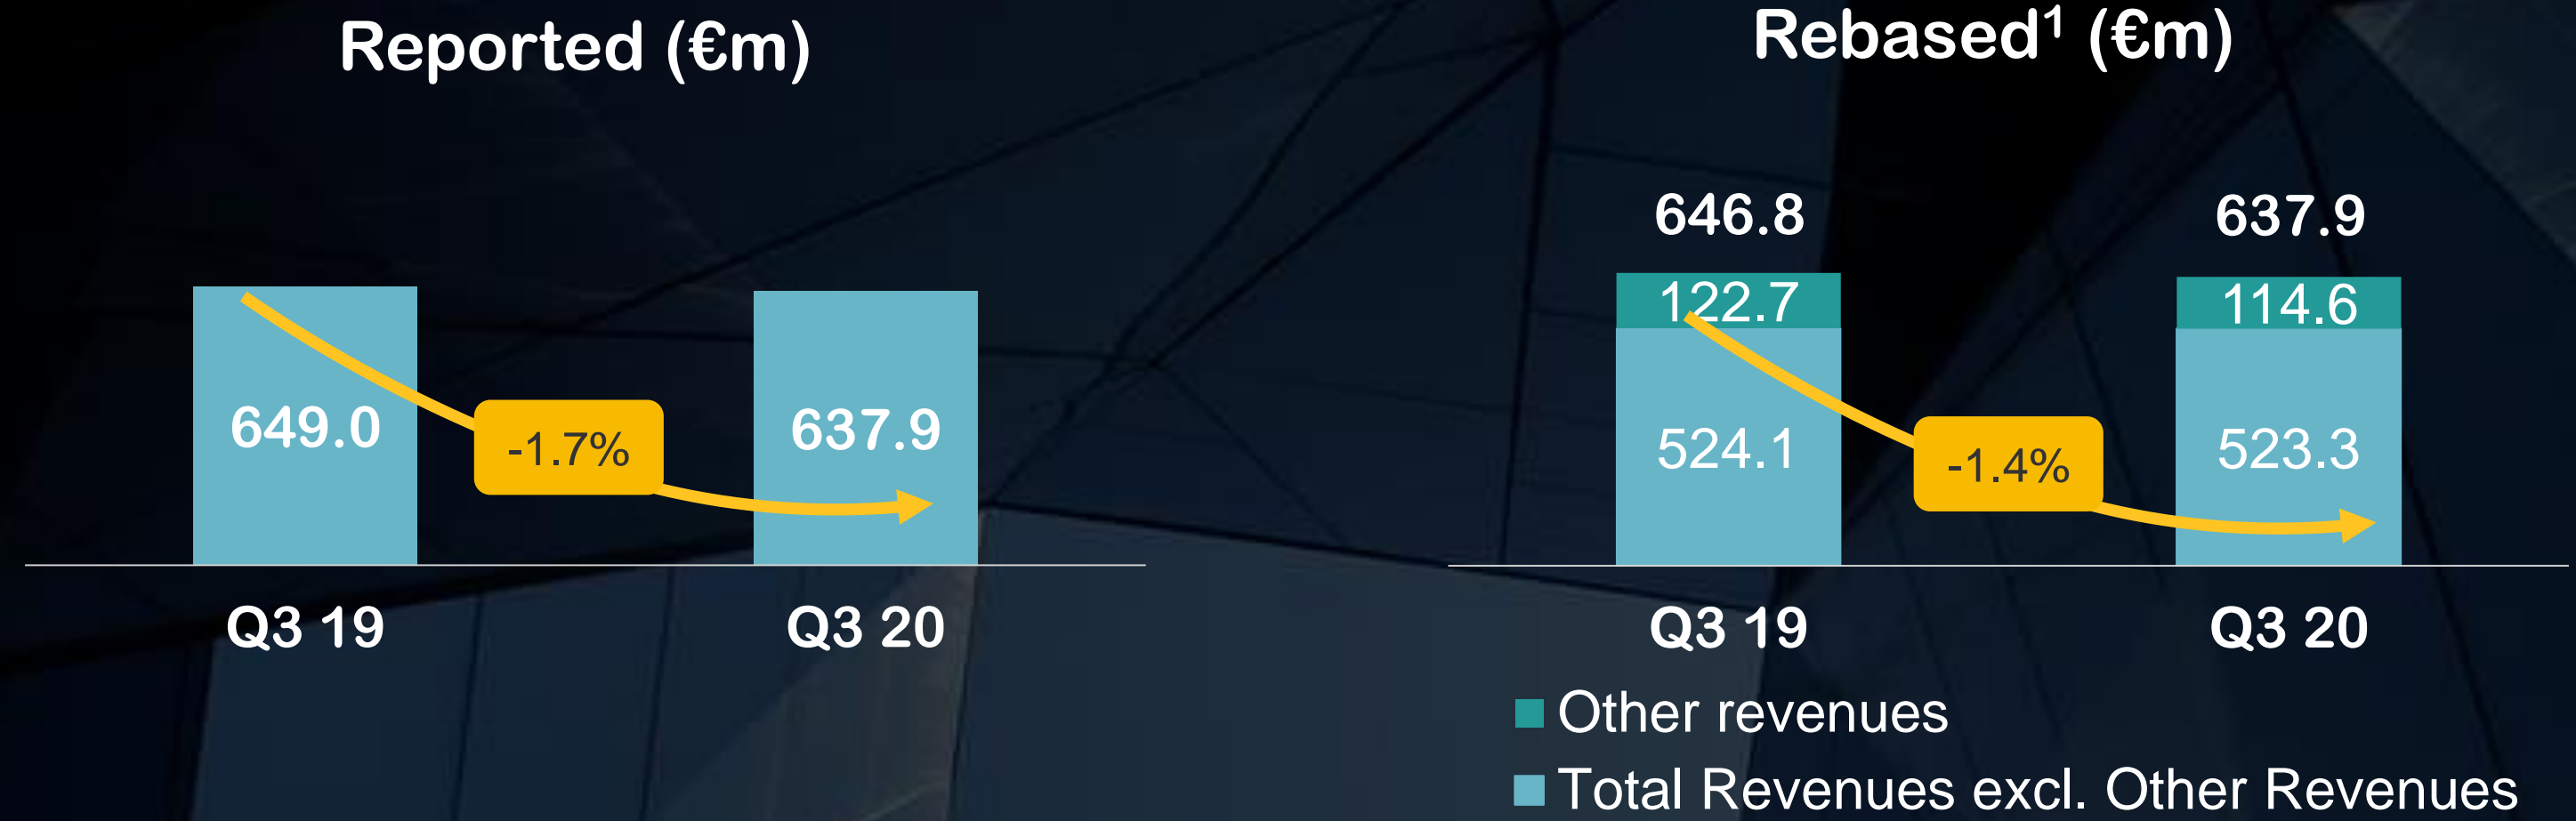 Reported (€m)
649.0
-1.7%
637.9
Q3 19
Q3 20
Rebased¹ (€m)
646.8
637.9
122.7
114.6
524.1
-1.4%
523.3
Q3 19
Q3 20
Other revenues
Total Revenues excl. Other Revenues